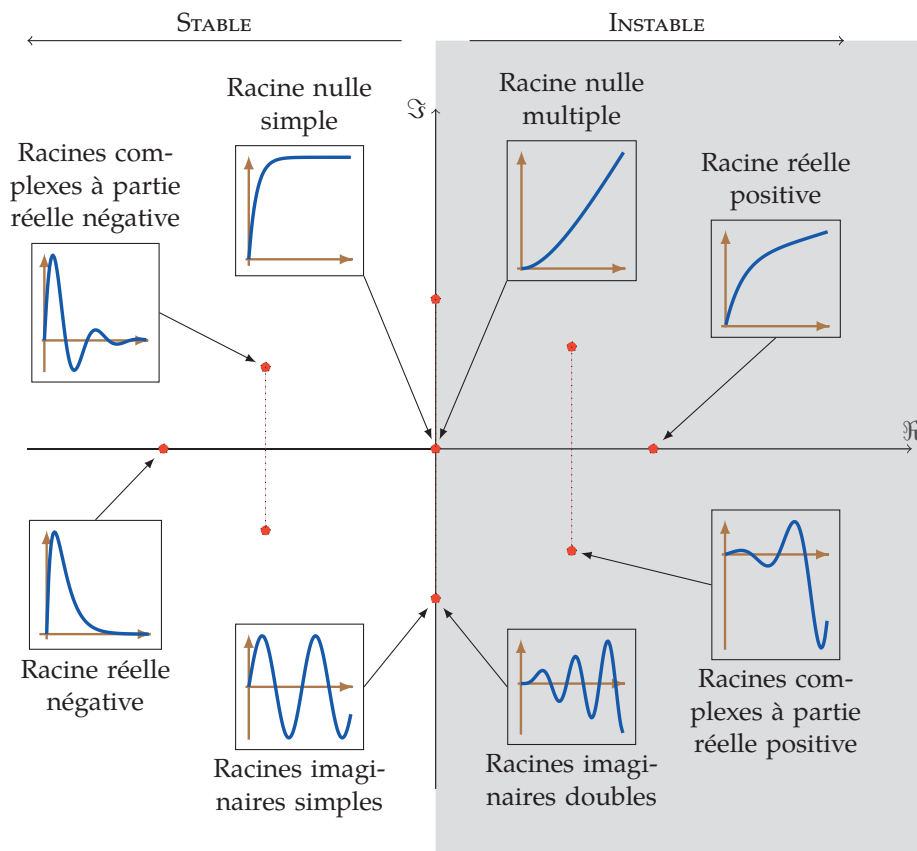 STABLE
INSTABLE
Racine nulle
simple
ℑ
Racine nulle
multiple
Racines com-
plexes à partie
réelle négative
Racine réelle
positive
ℜ
Racine réelle
négative
Racines imagi-
naires simples
Racines imagi-
naires doubles
Racines com-
plexes à partie
réelle positive